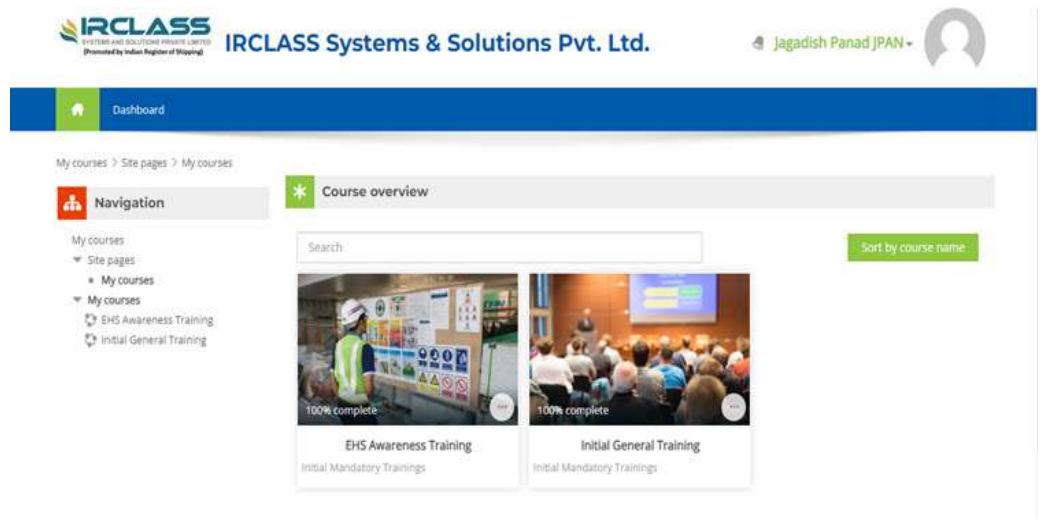 IRCLASS
SYSTEMS AND SOLUTIONS PRIVATE LIMITED
(Promoted by Indian Register of Shipping)
IRCLASS Systems & Solutions Pvt. Ltd.
Jagadish Panad JPAN
Dashboard
My courses > Site pages > My courses
Navigation
My courses
Site pages
My courses
My courses
EHS Awareness Training
Initial General Training
Course overview
Search
Sort by course name
100% complete
EHS Awareness Training
Initial Mandatory Trainings
100% complete
Initial General Training
Initial Mandatory Trainings